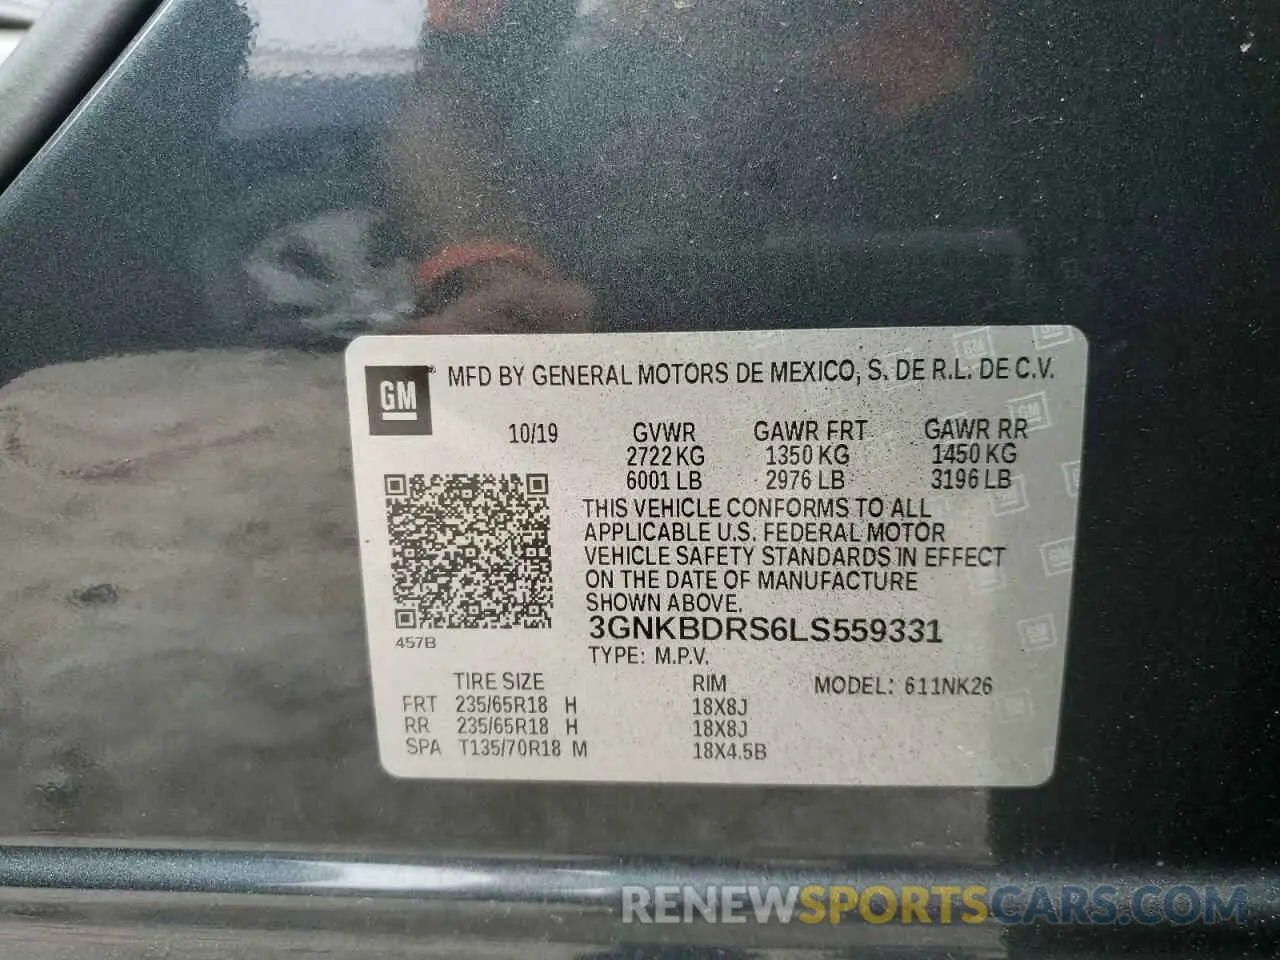 GM® MFD BY GENERAL MOTORS DE MEXICO, S. DE R.L. DE C.V.
10/19 GVWR GAWR FRT GAWR RR
2722 KG 1350 KG 1450 KG
6001 LB 2976 LB 3196 LB
THIS VEHICLE CONFORMS TO ALL
APPLICABLE U.S. FEDERAL MOTOR
VEHICLE SAFETY STANDARDS IN EFFECT
ON THE DATE OF MANUFACTURE
SHOWN ABOVE.
3GNKBDRS6LS559331
457B
TYPE: M.P.V.
TIRE SIZE RIM MODEL: 611NK26
FRT 235/65R18 H 18X8J
RR 235/65R18 H 18X8J
SPA T135/70R18 M 18X4.5B
RENEWSPORTSCARS.COM